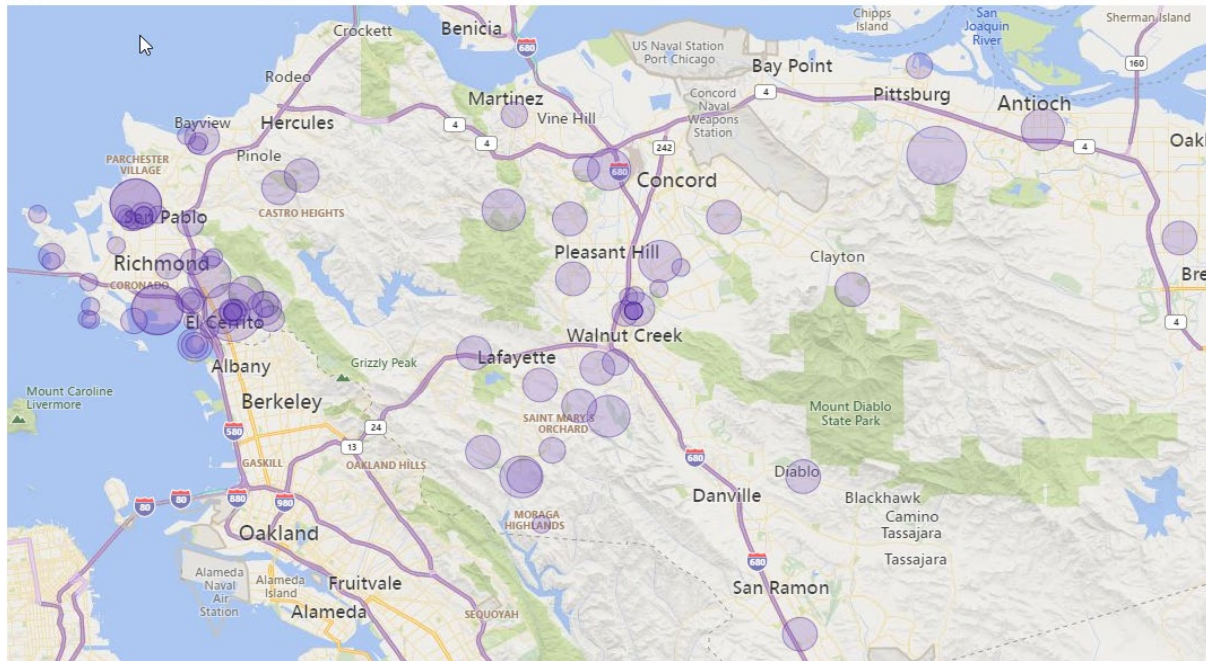 Crockett
Benicia
680
Chipps
Island
San
Joaquin
River
Sherman Island
US Naval Station
Port Chicago
160
Rodeo
Bay Point
Martinez
Concord
Naval
Weapons
Station
4
Pittsburg
Antioch
Bayview
Hercules
4
Vine Hill
4
242
4
PARCHESTER
VILLAGE
Pinole
680
Concord
CASTRO HEIGHTS
San Pablo
Richmond
Pleasant Hill
Clayton
CORONADO
El Cerrito
4
Walnut Creek
Albany
Grizzly Peak
Lafayette
Mount Caroline
Livermore
Berkeley
SAINT MARY'S
ORCHARD
Mount Diablo
State Park
580
24
13
GASKILL
OAKLAND HILLS
680
Diablo
80
80
880
980
Danville
Blackhawk
Camino
Tassajara
MORAGA
HIGHLANDS
Oakland
Tassajara
680
Alameda
Naval
Air
Station
Alameda
Island
Fruitvale
San Ramon
Alameda
SEQUOYAH